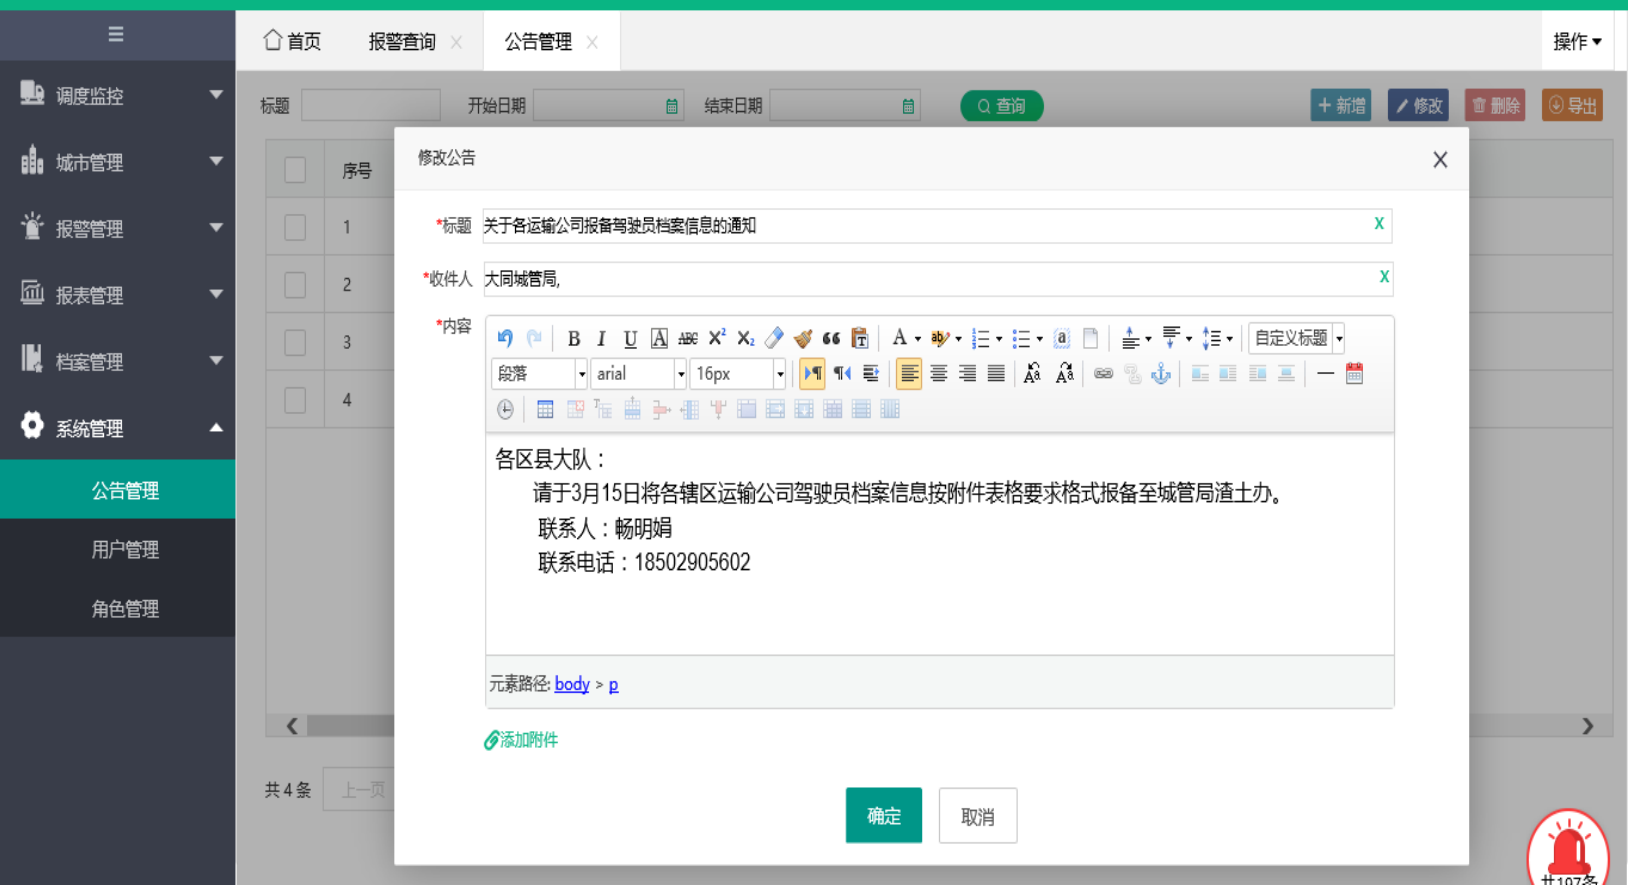 首页
报警查询
公告管理
操作
调度监控
城市管理
报警管理
报表管理
档案管理
系统管理
公告管理
用户管理
角色管理
标题
开始日期
结束日期
查询
新增
修改
删除
导出
序号
1
2
3
4
共 4 条
上一页
修改公告
X
*标题 关于各运输公司报备驾驶员档案信息的通知 X
*收件人 大同城管局, X
*内容
自定义标题
段落 arial 16px
各区县大队：
请于3月15日将各辖区运输公司驾驶员档案信息按附件表格要求格式报备至城管局渣土办。
联系人：畅明娟
联系电话：18502905602
元素路径: body > p
添加附件
确定 取消
共197条